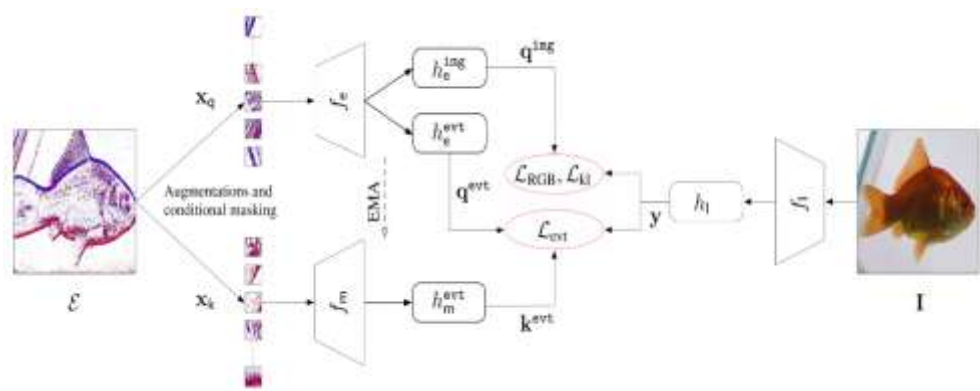 ℰ
Augmentations and
conditional masking
x_q
x_k
f_e
f_m
EMA
h_e^img
h_e^evt
h_m^evt
q^img
q^evt
k^evt
ℒ_RGB, ℒ_kl
ℒ_evt
y
h_I
f_I
I